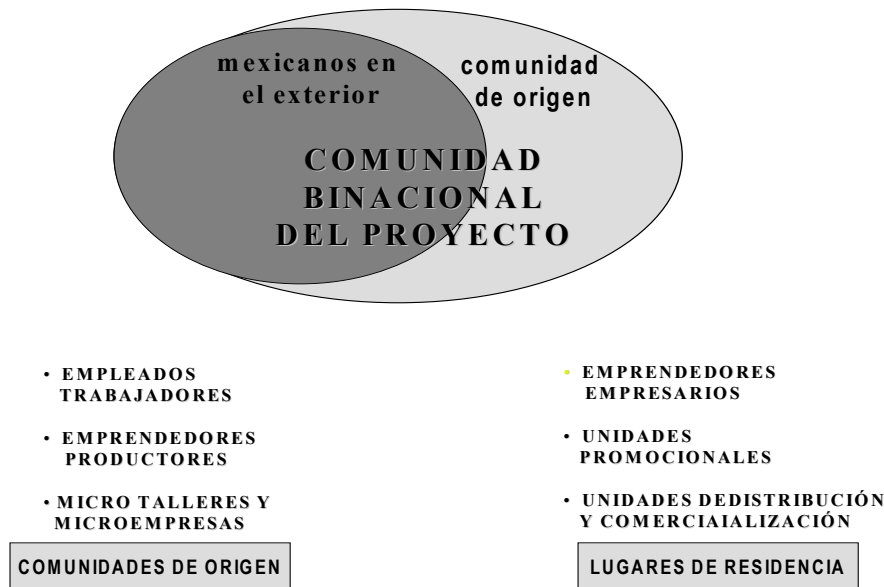 mexicanos en
el exterior
comunidad
de origen
COMUNIDAD
BINACIONAL
DEL PROYECTO
• EMPLEADOS
TRABAJADORES
• EMPRENDEDORES
PRODUCTORES
• MICRO TALLERES Y
MICROEMPRESAS
COMUNIDADES DE ORIGEN
• EMPRENDEDORES
EMPRESARIOS
• UNIDADES
PROMOCIONALES
• UNIDADES DEDISTRIBUCIÓN
Y COMERCIAIALIZACIÓN
LUGARES DE RESIDENCIA